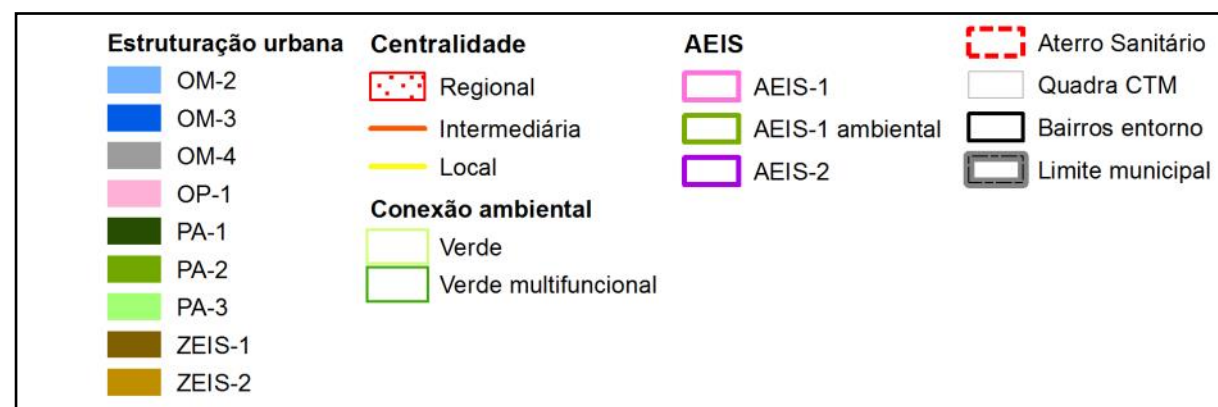 Estruturação urbana
OM-2
OM-3
OM-4
OP-1
PA-1
PA-2
PA-3
ZEIS-1
ZEIS-2
Centralidade
Regional
Intermediária
Local
Conexão ambiental
Verde
Verde multifuncional
AEIS
AEIS-1
AEIS-1 ambiental
AEIS-2
Aterro Sanitário
Quadra CTM
Bairros entorno
Limite municipal